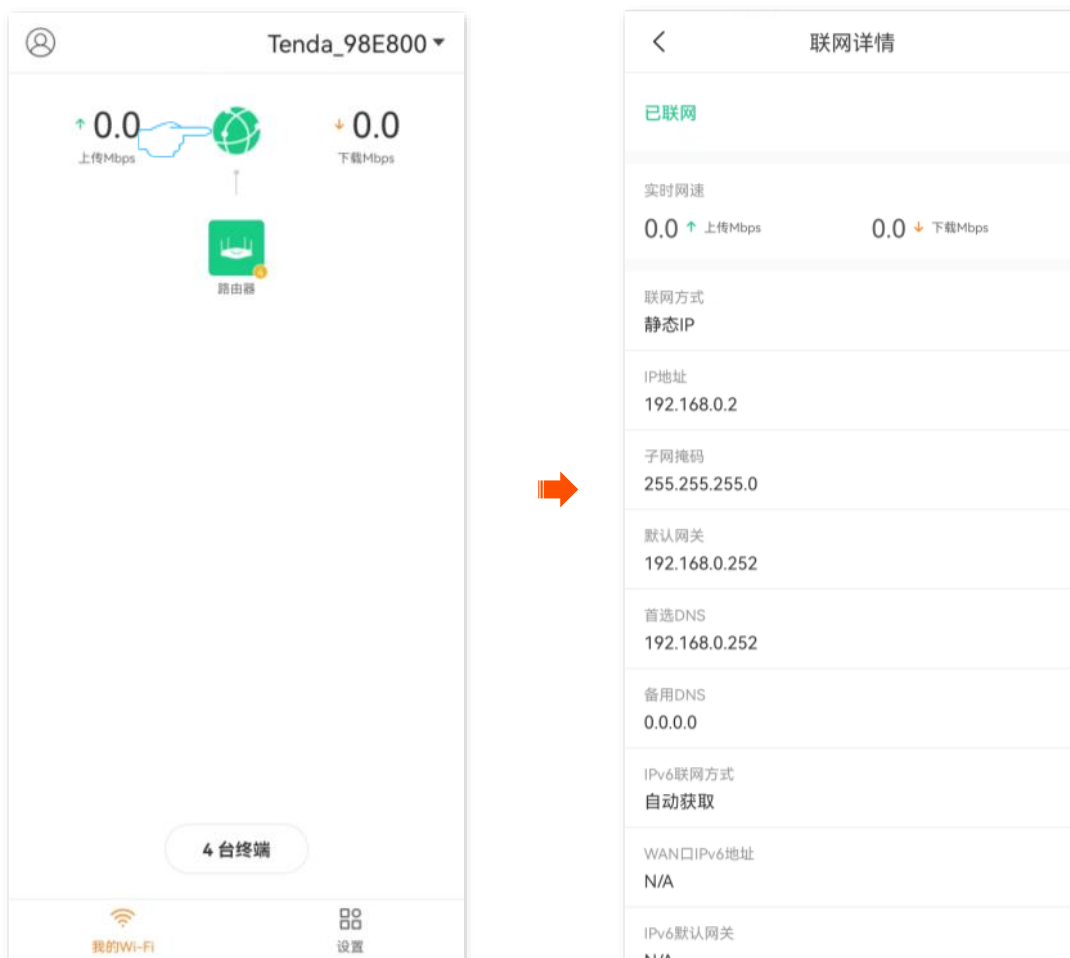 Tenda_98E800
0.0
上传Mbps
0.0
下载Mbps
4
路由器
4 台终端
我的Wi-Fi
设置
联网详情
已联网
实时网速
0.0 ↑ 上传Mbps
0.0 ↓ 下载Mbps
联网方式
静态IP
IP地址
192.168.0.2
子网掩码
255.255.255.0
默认网关
192.168.0.252
首选DNS
192.168.0.252
备用DNS
0.0.0.0
IPv6联网方式
自动获取
WAN口IPv6地址
N/A
IPv6默认网关
N/A